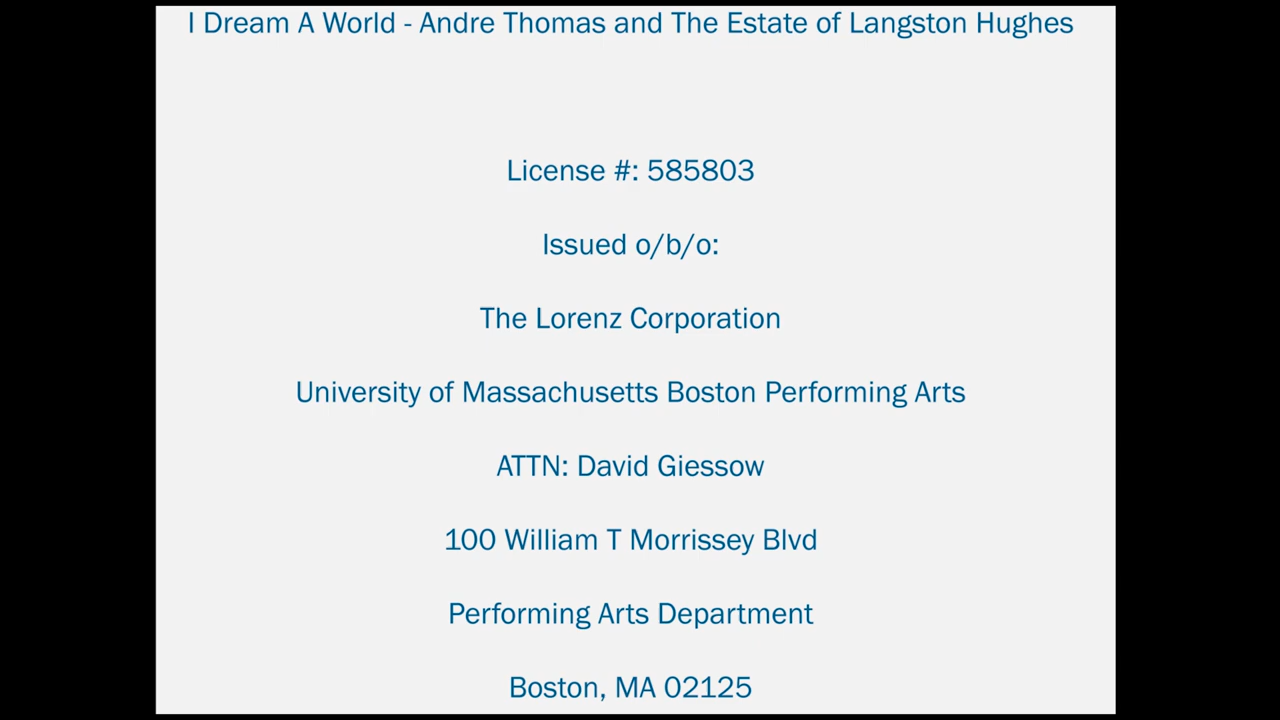 I Dream A World - Andre Thomas and The Estate of Langston Hughes
License #: 585803
Issued o/b/o:
The Lorenz Corporation
University of Massachusetts Boston Performing Arts
ATTN: David Giessow
100 William T Morrissey Blvd
Performing Arts Department
Boston, MA 02125